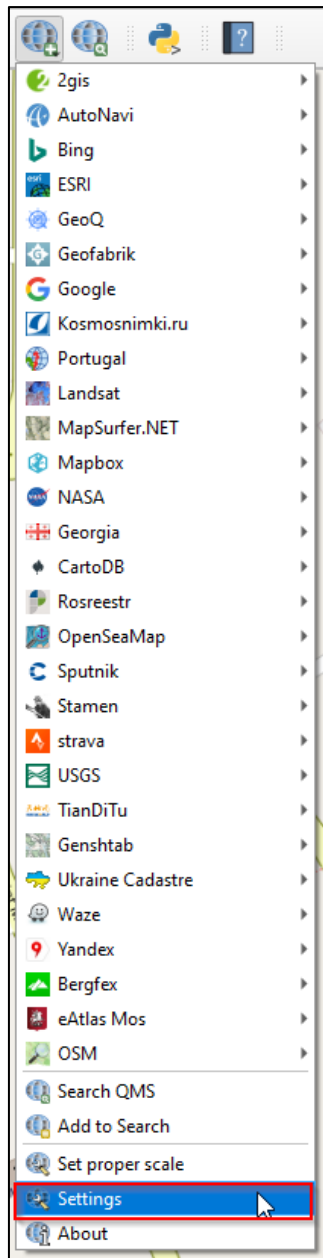 2gis
AutoNavi
Bing
esri ESRI
GeoQ
Geofabrik
Google
Kosmosnimki.ru
Portugal
Landsat
MapSurfer.NET
Mapbox
NASA
Georgia
CartoDB
Rosreestr
OpenSeaMap
Sputnik
Stamen
strava
USGS
TianDiTu
Genshtab
Ukraine Cadastre
Waze
Yandex
Bergfex
eAtlas Mos
OSM
Search QMS
Add to Search
Set proper scale
Settings
About